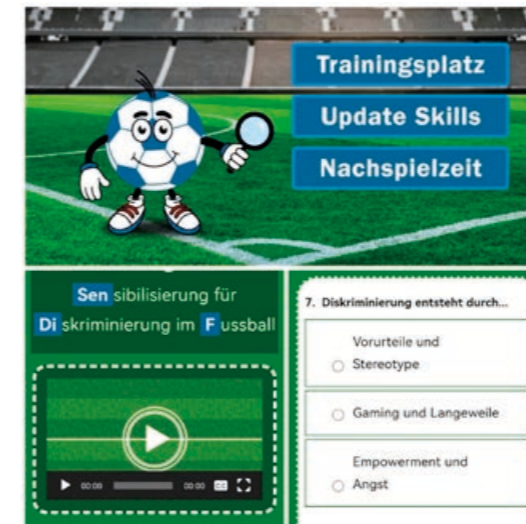 Trainingsplatz
Update Skills
Nachspielzeit
Sen sibilisierung für
Di skriminierung im F ussball
00:00 00:00 CC
7. Diskriminierung entsteht durch...
Vorurteile und
Stereotype
Gaming und Langeweile
Empowerment und
Angst